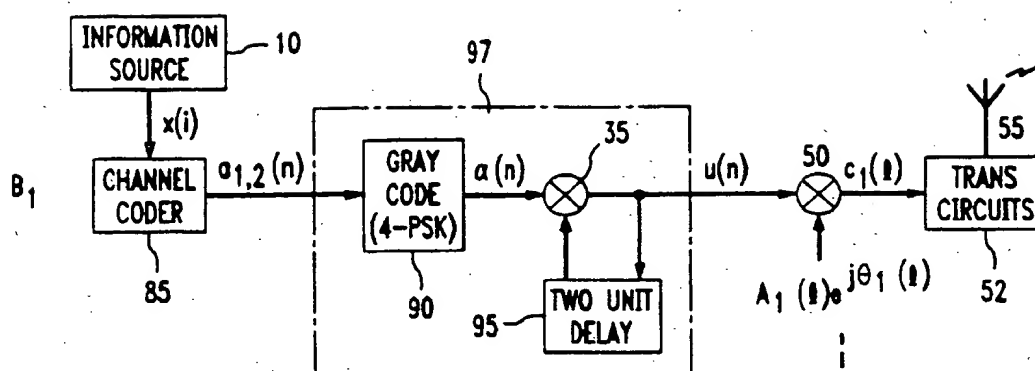 INFORMATION
SOURCE
10
x(i)
B₁
CHANNEL
CODER
85
a₁,₂(n)
97
GRAY
CODE
(4-PSK)
90
α(n)
35
TWO UNIT
DELAY
95
u(n)
50
A₁(ℓ)e^jθ₁(ℓ)
c₁(ℓ)
55
TRANS
CIRCUITS
52